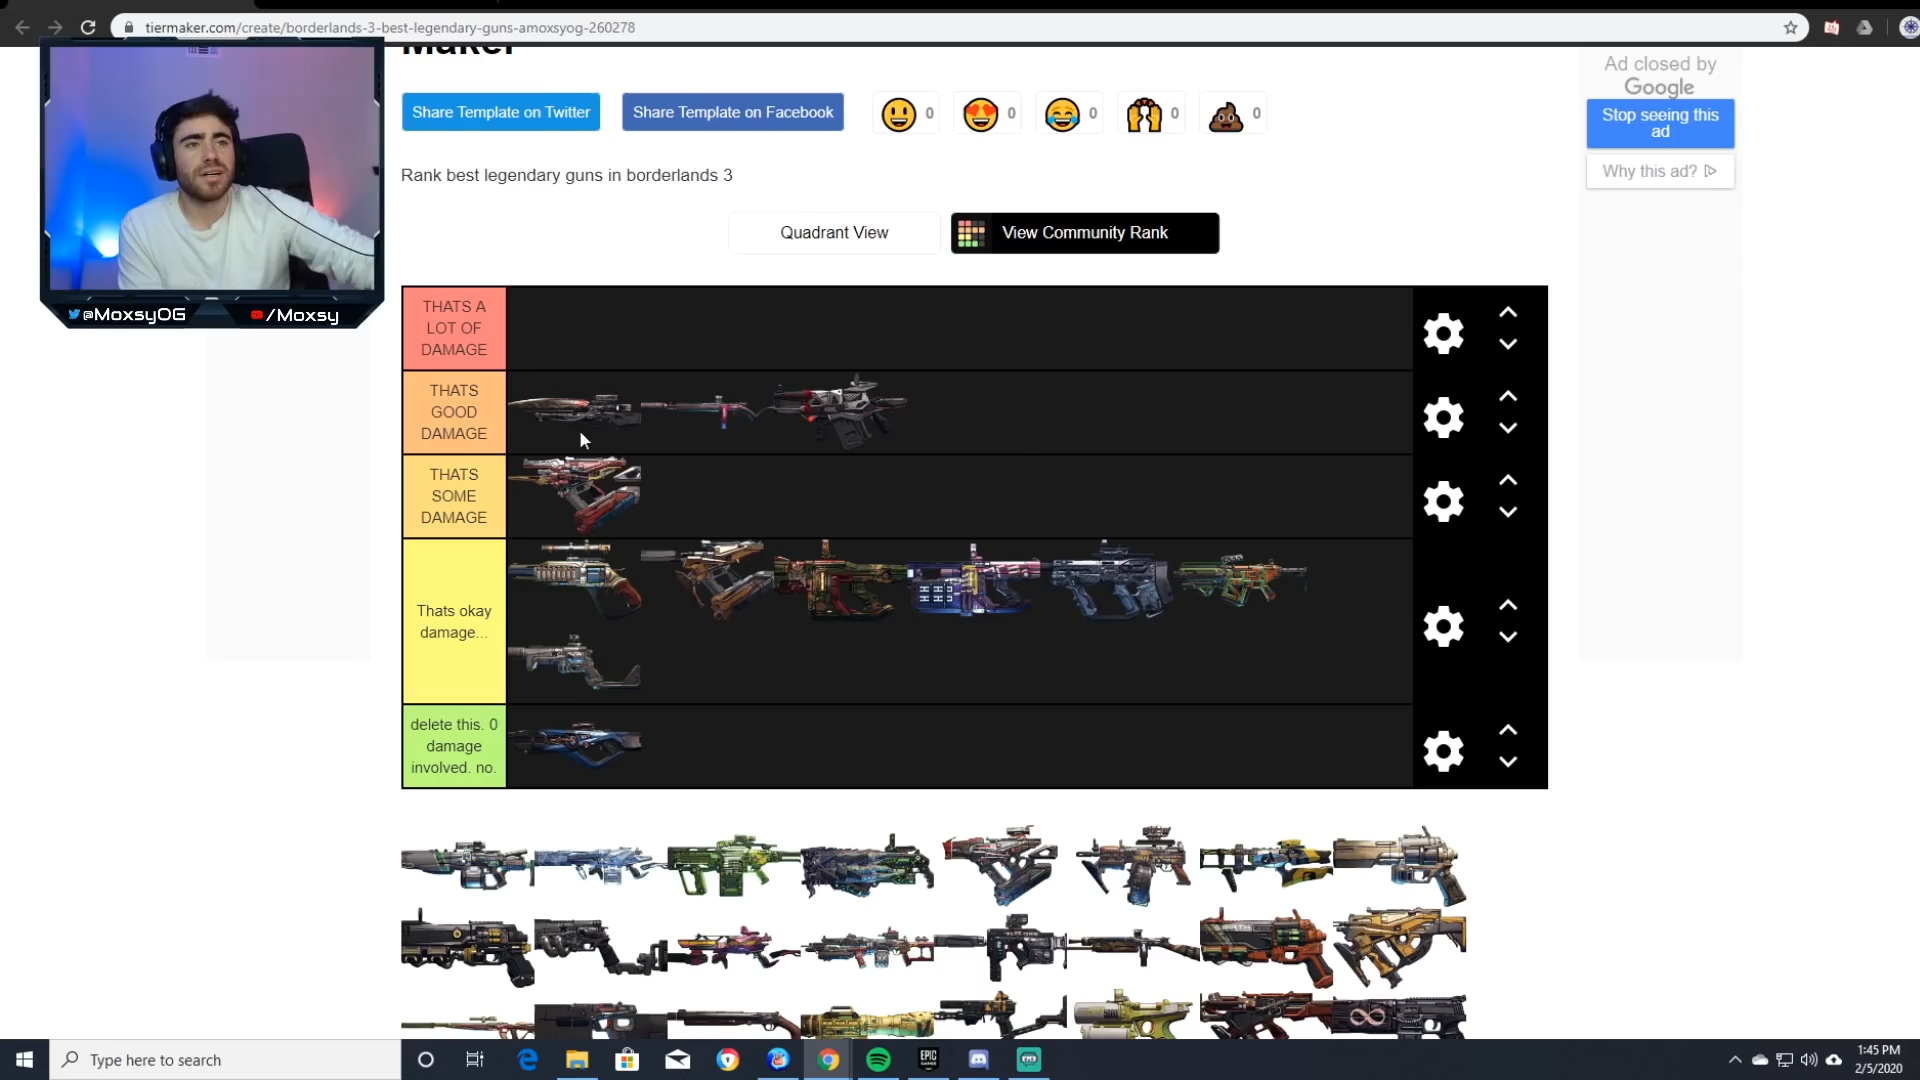 tiermaker.com/create/borderlands-3-best-legendary-guns-amoxsyog-260278
Maker
@MoxsyOG
/Moxsy
Share Template on Twitter
Share Template on Facebook
0
0
0
0
0
Ad closed by
Google
Stop seeing this
ad
Why this ad?
Rank best legendary guns in borderlands 3
Quadrant View
View Community Rank
THATS A
LOT OF
DAMAGE
THATS
GOOD
DAMAGE
THATS
SOME
DAMAGE
Thats okay
damage...
delete this. 0
damage
involved. no.
Type here to search
EPIC
GAMES
1:45 PM
2/5/2020